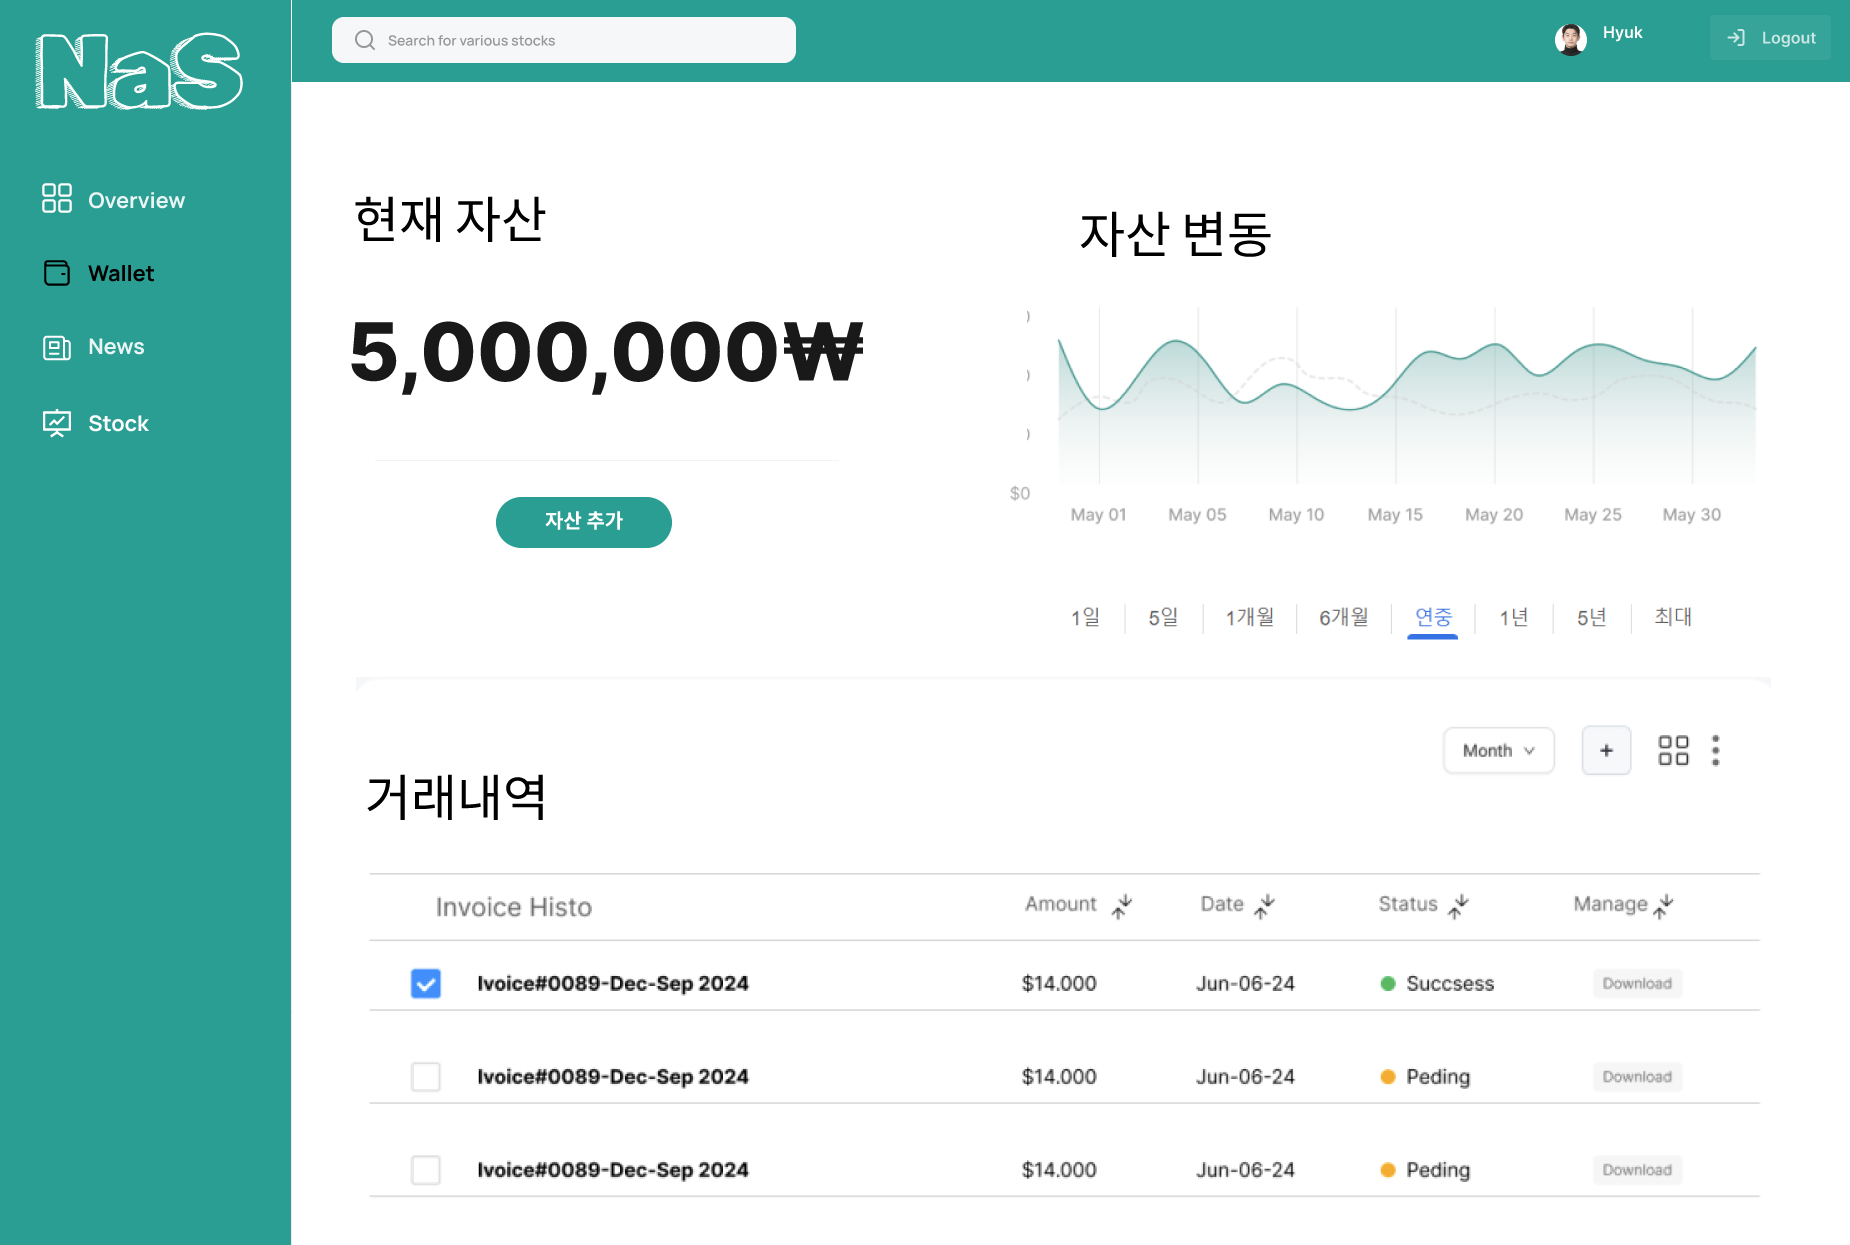 NaS
Search for various stocks
Hyuk
Logout
Overview
Wallet
News
Stock
현재 자산
5,000,000₩
자산 추가
자산 변동
$0
May 01 May 05 May 10 May 15 May 20 May 25 May 30
1일 5일 1개월 6개월 연중 1년 5년 최대
Month
거래내역
Invoice Histo Amount Date Status Manage
Ivoice#0089-Dec-Sep 2024 $14.000 Jun-06-24 Succsess Download
Ivoice#0089-Dec-Sep 2024 $14.000 Jun-06-24 Peding Download
Ivoice#0089-Dec-Sep 2024 $14.000 Jun-06-24 Peding Download